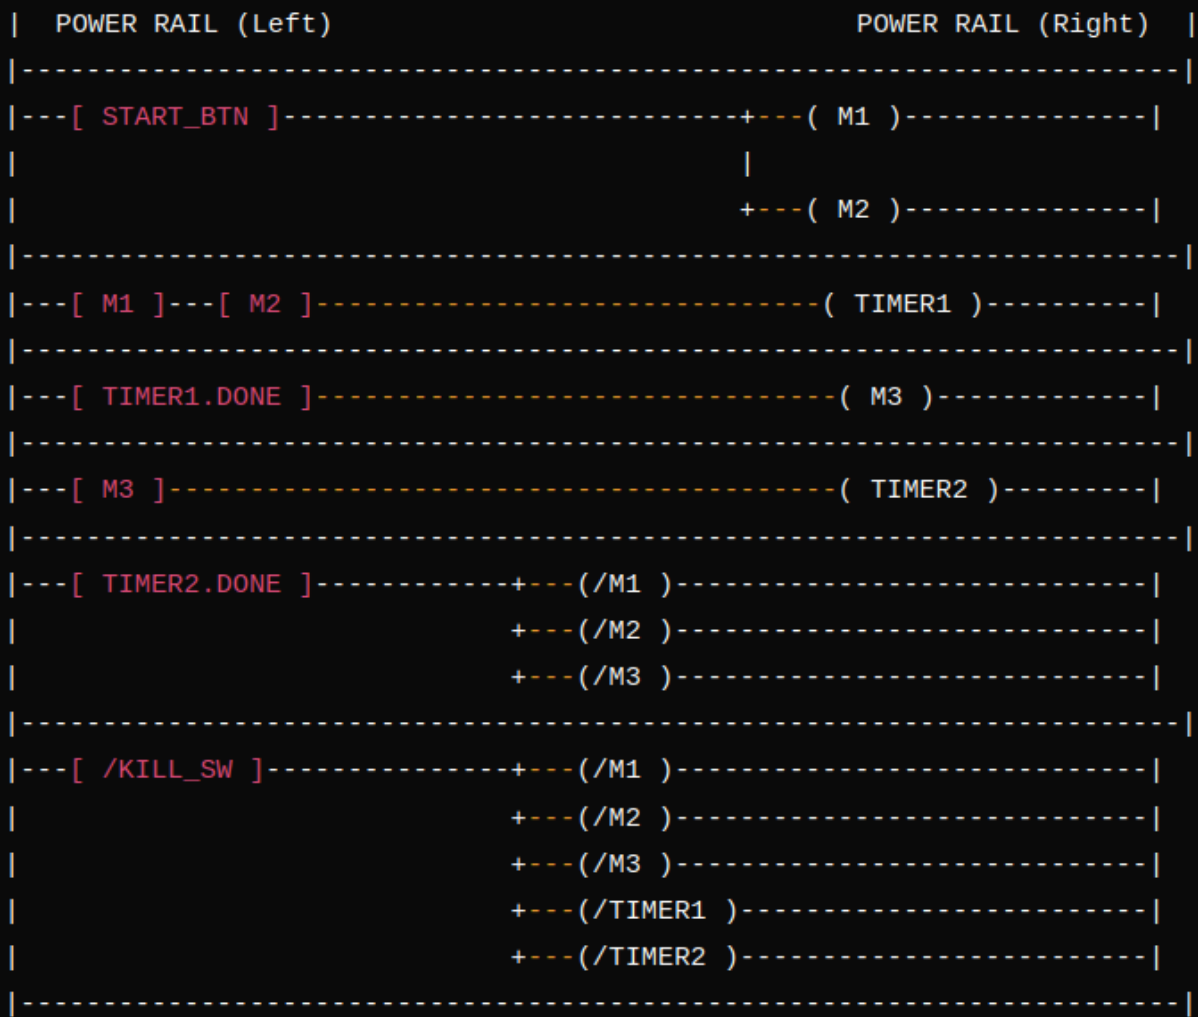 |  POWER RAIL (Left)                                POWER RAIL (Right)  |
|-----------------------------------------------------------------------|
|---[ START_BTN ]----------------------------+---( M1 )---------------|
|                                            |
|                                            +---( M2 )---------------|
|-----------------------------------------------------------------------|
|---[ M1 ]---[ M2 ]-------------------------------( TIMER1 )----------|
|-----------------------------------------------------------------------|
|---[ TIMER1.DONE ]--------------------------------( M3 )-------------|
|-----------------------------------------------------------------------|
|---[ M3 ]-----------------------------------------( TIMER2 )---------|
|-----------------------------------------------------------------------|
|---[ TIMER2.DONE ]------------+---(/M1 )-----------------------------|
|                              +---(/M2 )-----------------------------|
|                              +---(/M3 )-----------------------------|
|-----------------------------------------------------------------------|
|---[ /KILL_SW ]---------------+---(/M1 )-----------------------------|
|                              +---(/M2 )-----------------------------|
|                              +---(/M3 )-----------------------------|
|                              +---(/TIMER1 )-------------------------|
|                              +---(/TIMER2 )-------------------------|
|-----------------------------------------------------------------------|